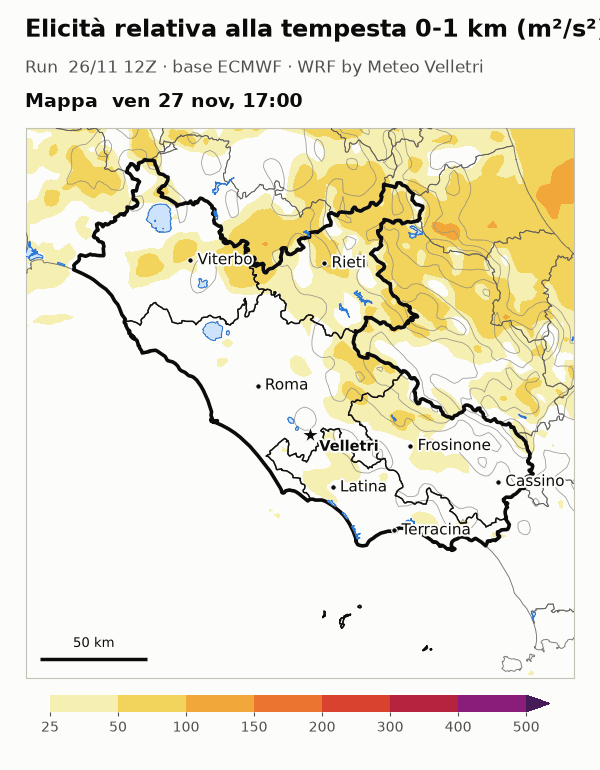 Elicità relativa alla tempesta 0-1 km (m²/s²)
Run  26/11 12Z · base ECMWF · WRF by Meteo Velletri
Mappa  ven 27 nov, 17:00
Viterbo
Rieti
Roma
Velletri
Frosinone
Cassino
Latina
Terracina
50 km
25 50 100 150 200 300 400 500